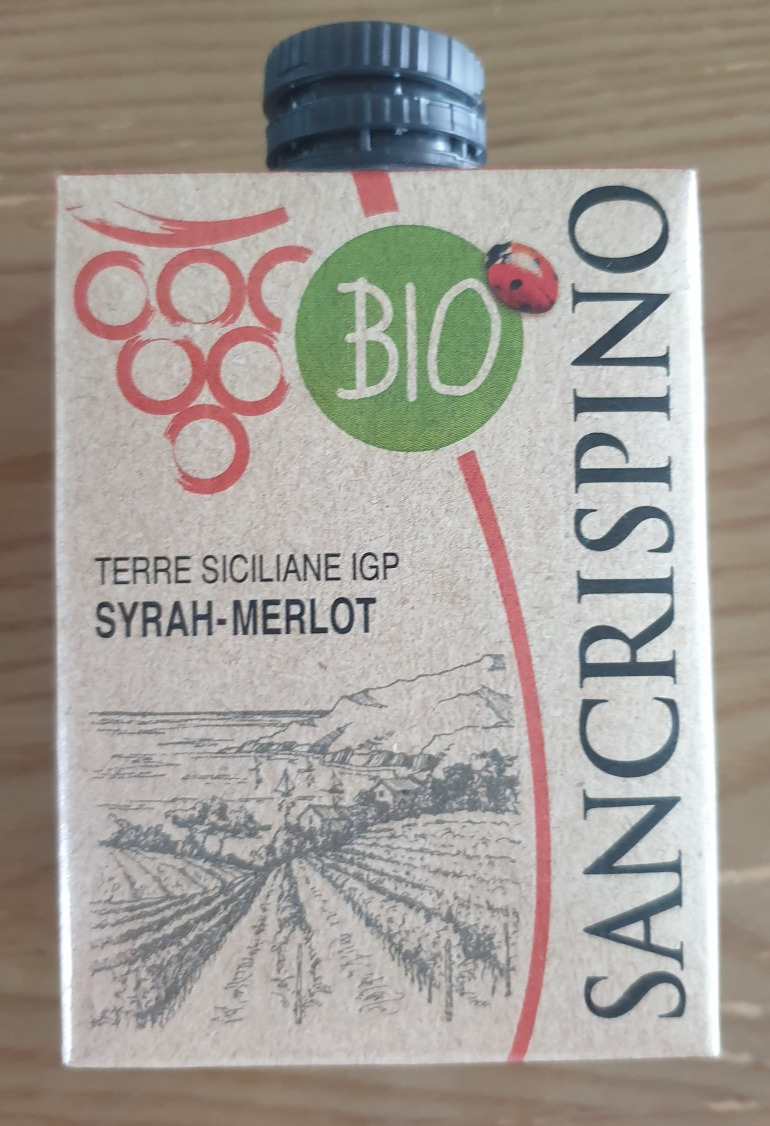 BIO
TERRE SICILIANE IGP
SYRAH-MERLOT
SANCRISPINO